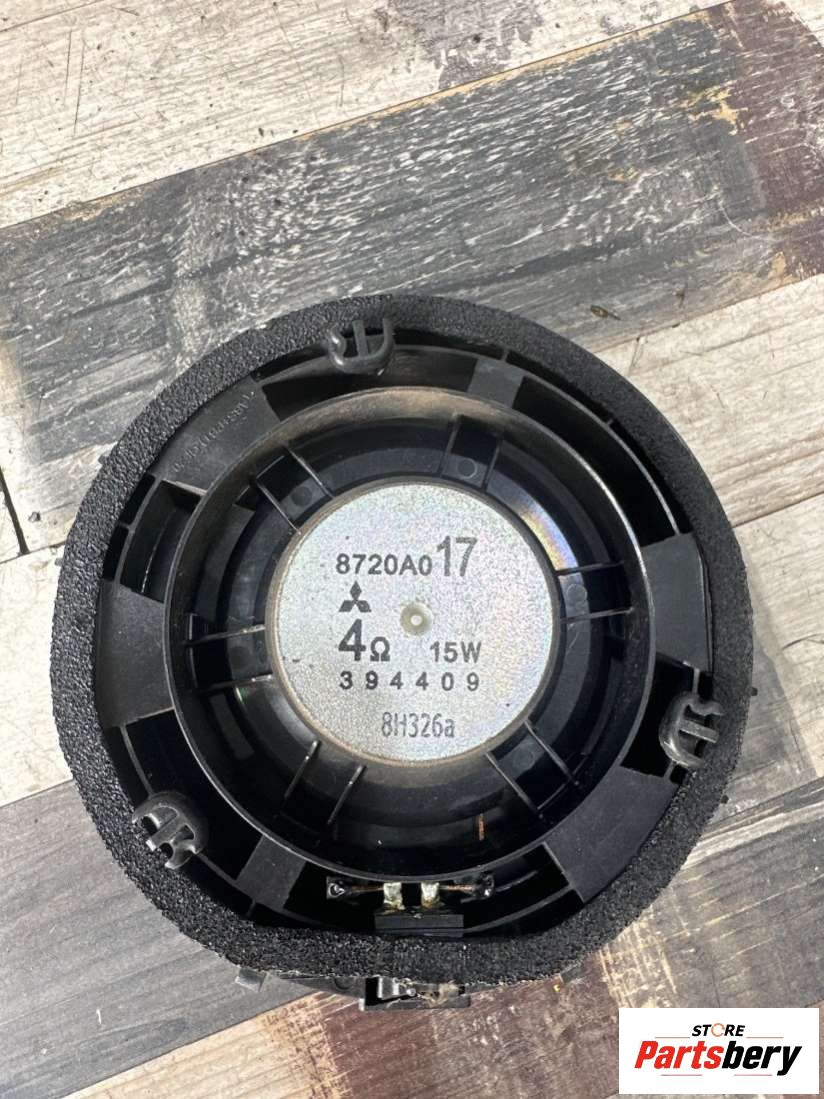 8720A017
4Ω 15W
394409
8H326a
STORE
Partsbery